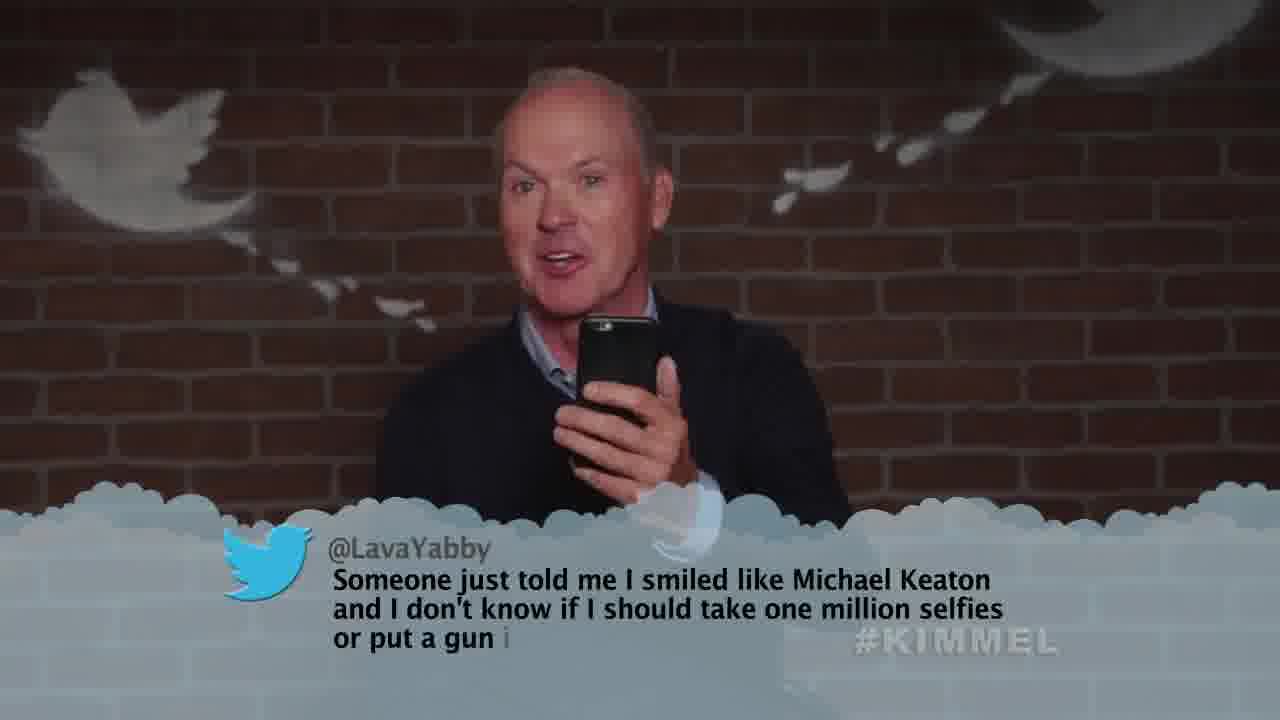 @LavaYabby
Someone just told me I smiled like Michael Keaton
and I don't know if I should take one million selfies
or put a gun i
#KIMMEL